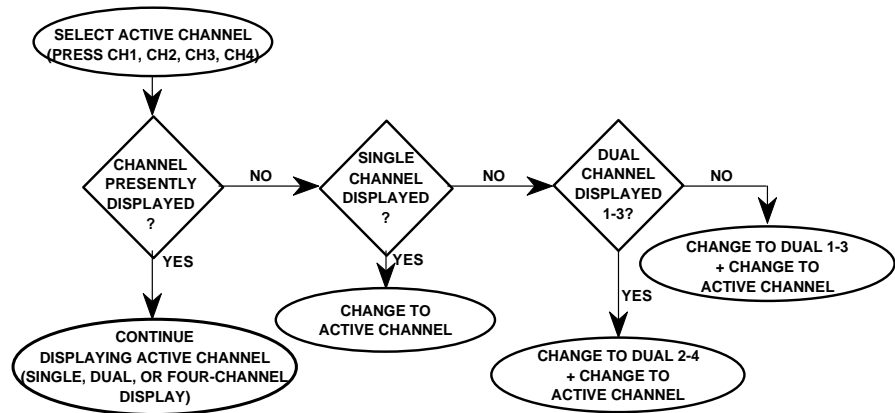 SELECT ACTIVE CHANNEL
(PRESS CH1, CH2, CH3, CH4)
CHANNEL
PRESENTLY
DISPLAYED
?
NO
SINGLE
CHANNEL
DISPLAYED
?
NO
DUAL
CHANNEL
DISPLAYED
1-3?
NO
YES
YES
YES
CHANGE TO DUAL 1-3
+ CHANGE TO
ACTIVE CHANNEL
CHANGE TO
ACTIVE CHANNEL
CONTINUE
DISPLAYING ACTIVE CHANNEL
(SINGLE, DUAL, OR FOUR-CHANNEL
DISPLAY)
CHANGE TO DUAL 2-4
+ CHANGE TO
ACTIVE CHANNEL